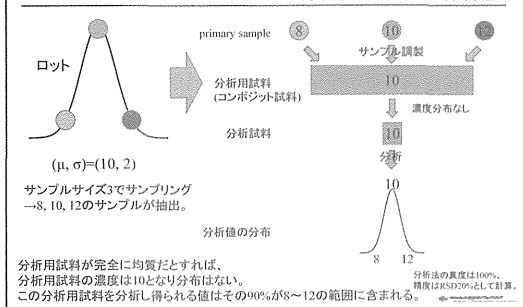 primary sample
8
10
12
サンプル調製
ロット
分析用試料
(コンポジット試料)
10
濃度分布なし
分析試料
10
分析
(μ, σ)=(10, 2)
サンプルサイズ3でサンプリング
→8, 10, 12のサンプルが抽出。
10
分析値の分布
8
12
分析用試料が完全に均質だとすれば、
分析用試料の濃度は10となり分布はない。
この分析用試料を分析し得られる値はその90%が8～12の範囲に含まれる。
分析法の真度は100%、
精度はRSD20%として計算。